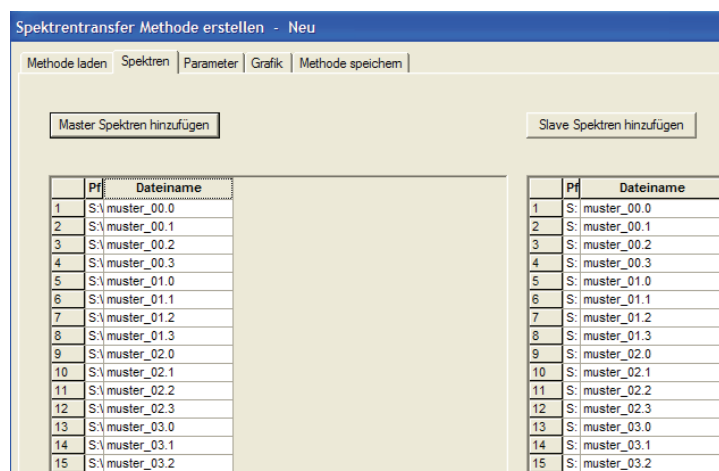 Spektrentransfer Methode erstellen - Neu
Methode laden Spektren Parameter Grafik Methode speichern
Master Spektren hinzufügen Slave Spektren hinzufügen
Pf Dateiname Pf Dateiname
1 S:\ muster_00.0 1 S: muster_00.0
2 S:\ muster_00.1 2 S: muster_00.1
3 S:\ muster_00.2 3 S: muster_00.2
4 S:\ muster_00.3 4 S: muster_00.3
5 S:\ muster_01.0 5 S: muster_01.0
6 S:\ muster_01.1 6 S: muster_01.1
7 S:\ muster_01.2 7 S: muster_01.2
8 S:\ muster_01.3 8 S: muster_01.3
9 S:\ muster_02.0 9 S: muster_02.0
10 S:\ muster_02.1 10 S: muster_02.1
11 S:\ muster_02.2 11 S: muster_02.2
12 S:\ muster_02.3 12 S: muster_02.3
13 S:\ muster_03.0 13 S: muster_03.0
14 S:\ muster_03.1 14 S: muster_03.1
15 S:\ muster_03.2 15 S: muster_03.2